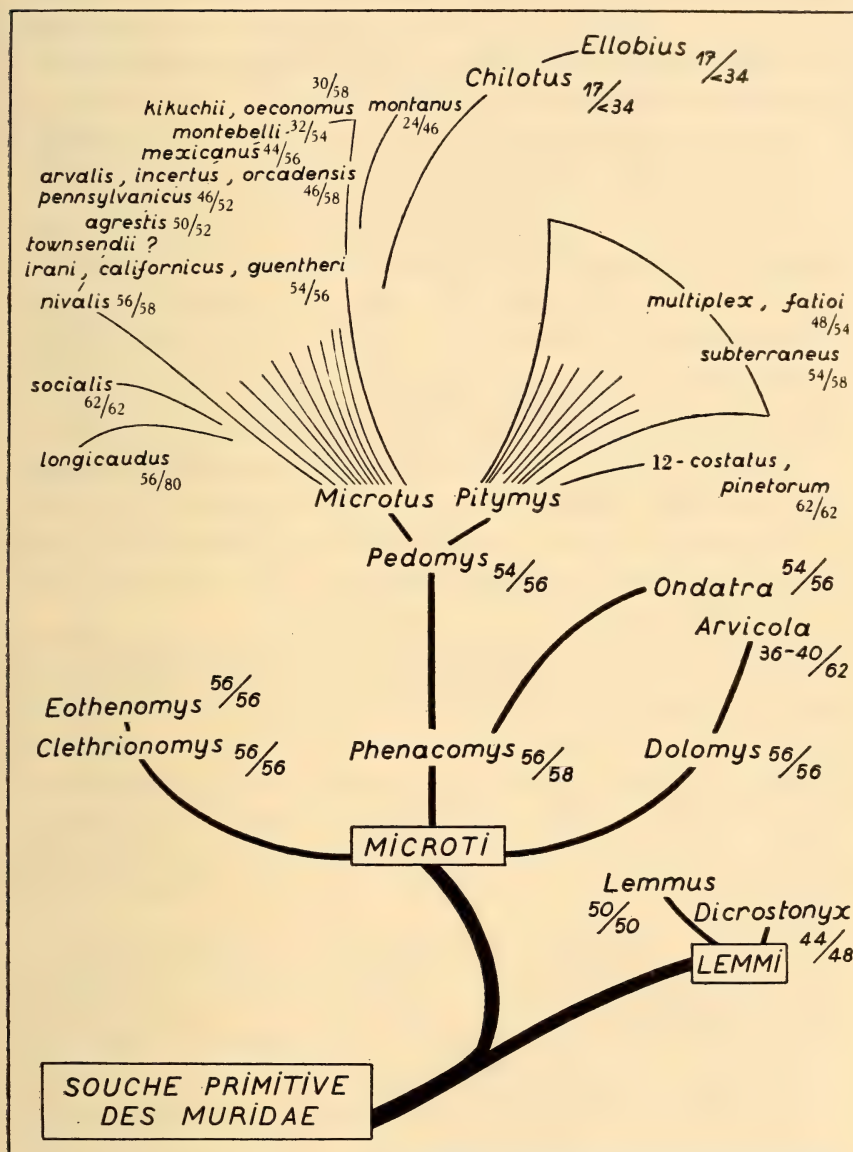 Ellobius 17/<34
Chilotus 17/<34
30/58
kikuchii, oeconomus
montanus
24/46
montebelli -32/54
mexicanus 44/56
arvalis, incertus, orcadensis
46/58
pennsylvanicus 46/52
agrestis 50/52
townsendii ?
irani, californicus, guentheri
54/56
nivalis 56/58
multiplex, fatioi
48/54
subterraneus
54/58
socialis
62/62
longicaudus
56/80
12-costatus,
pinetorum
62/62
Microtus Pitymys
Pedomys 54/56
Ondatra 54/56
Arvicola
36-40/62
Eothenomys 56/56
Clethrionomys 56/56
Phenacomys 56/58
Dolomys 56/56
MICROTI
Lemmus
50/50
Dicrostonyx
44/48
LEMMI
SOUCHE PRIMITIVE
DES MURIDAE